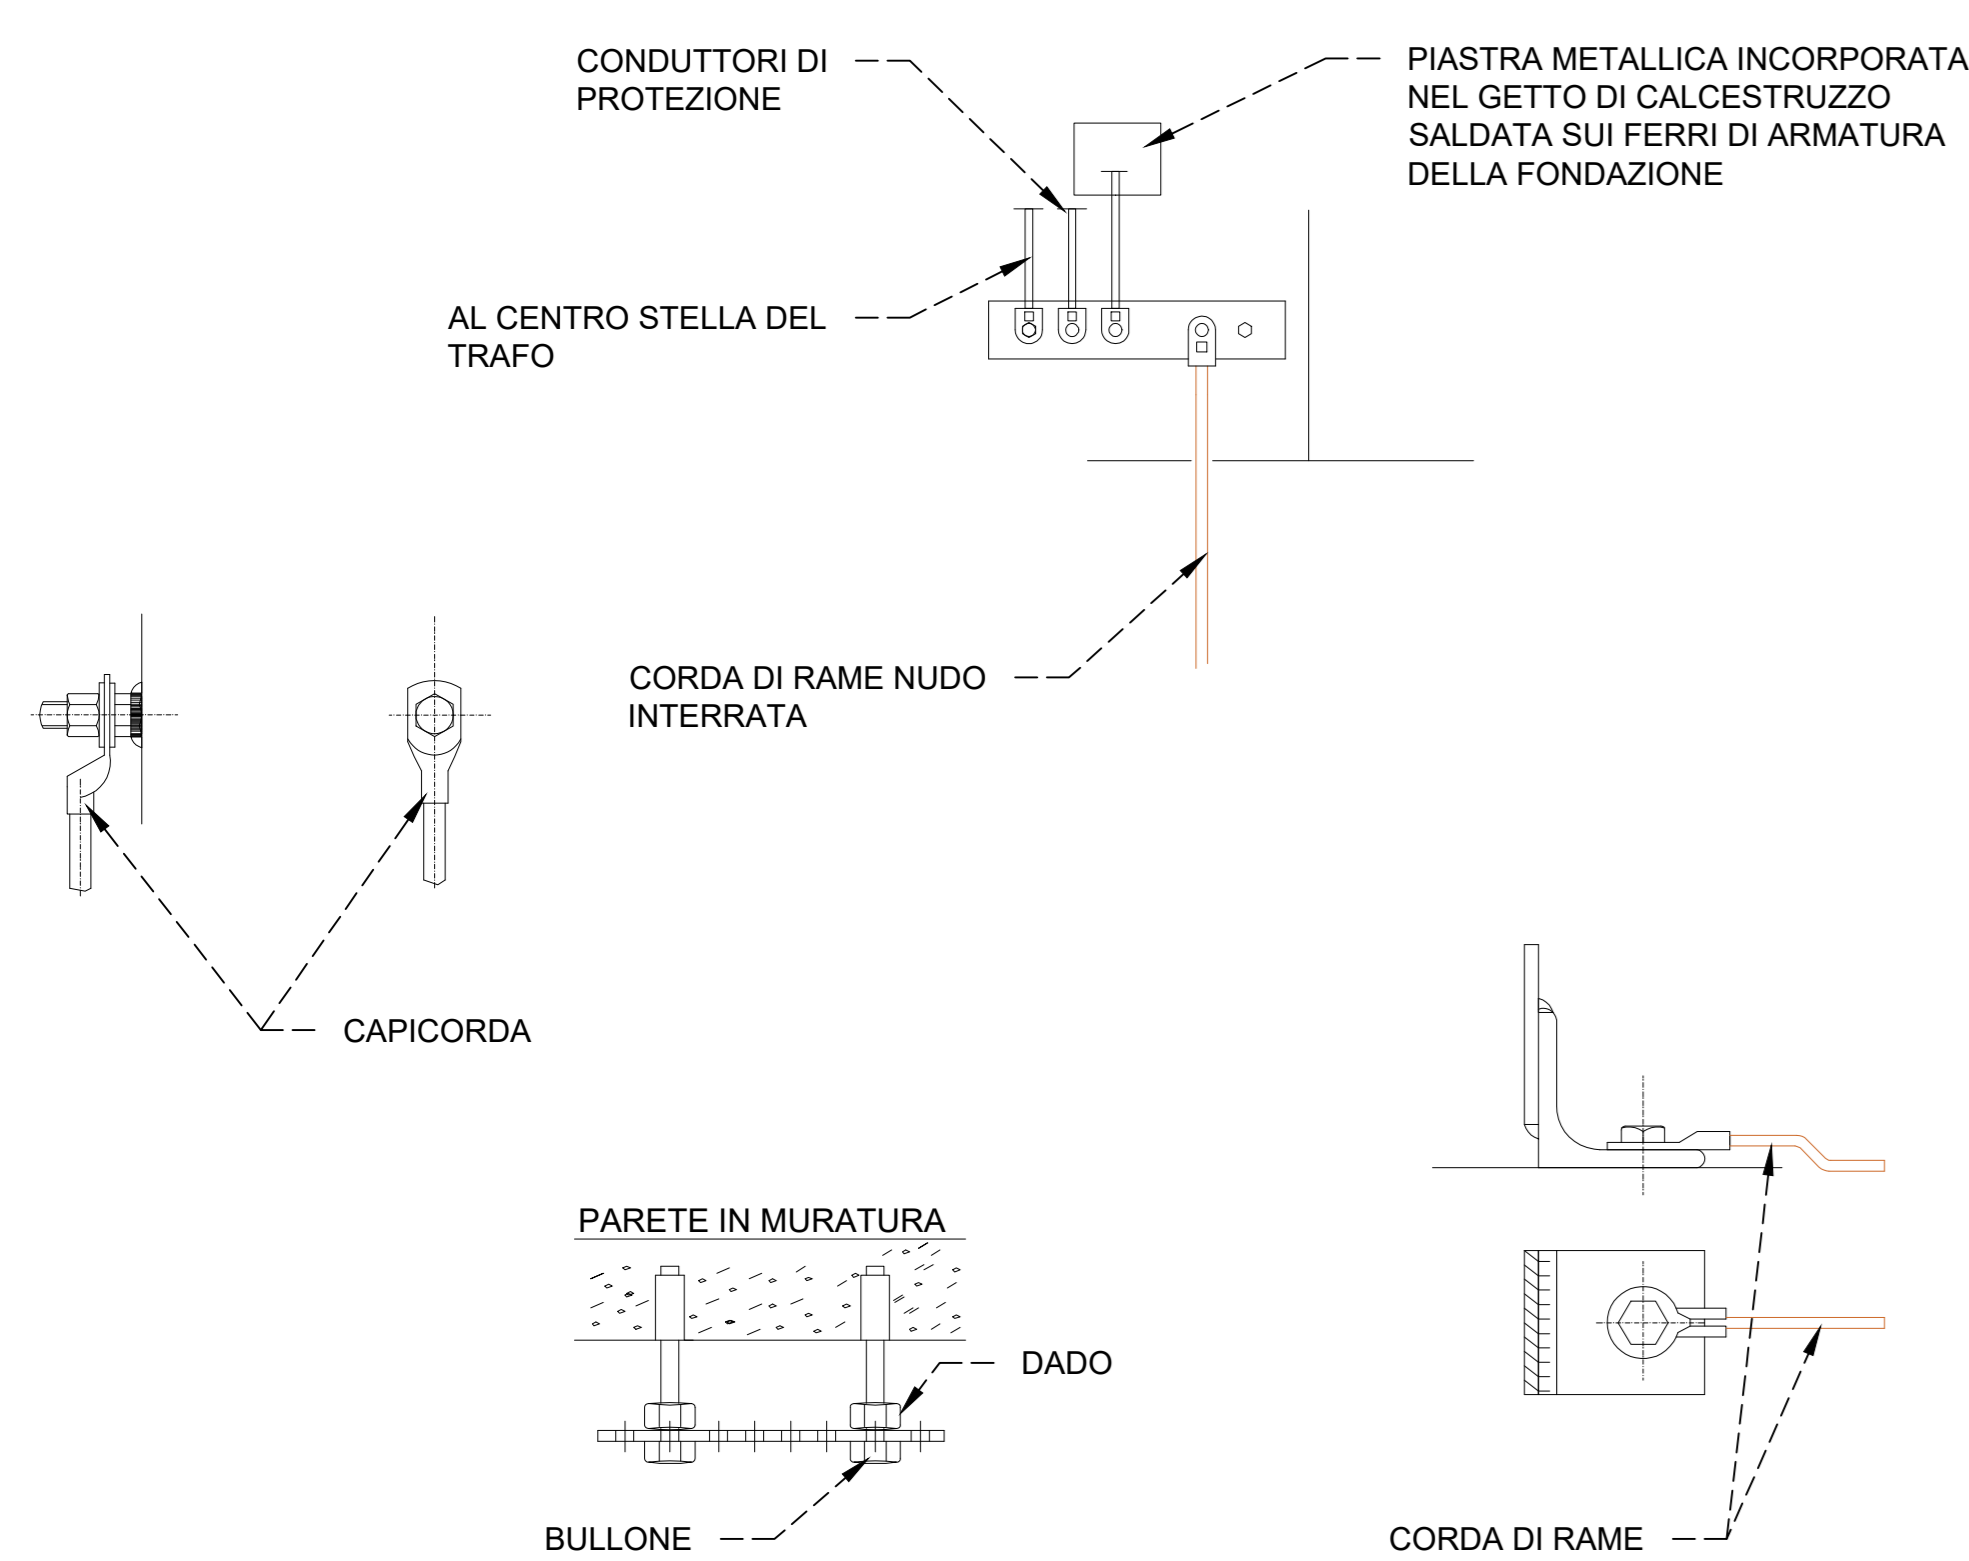 CONDUTTORI DI
PROTEZIONE
PIASTRA METALLICA INCORPORATA
NEL GETTO DI CALCESTRUZZO
SALDATA SUI FERRI DI ARMATURA
DELLA FONDAZIONE
AL CENTRO STELLA DEL
TRAFO
CORDA DI RAME NUDO
INTERRATA
CAPICORDA
PARETE IN MURATURA
DADO
BULLONE
CORDA DI RAME